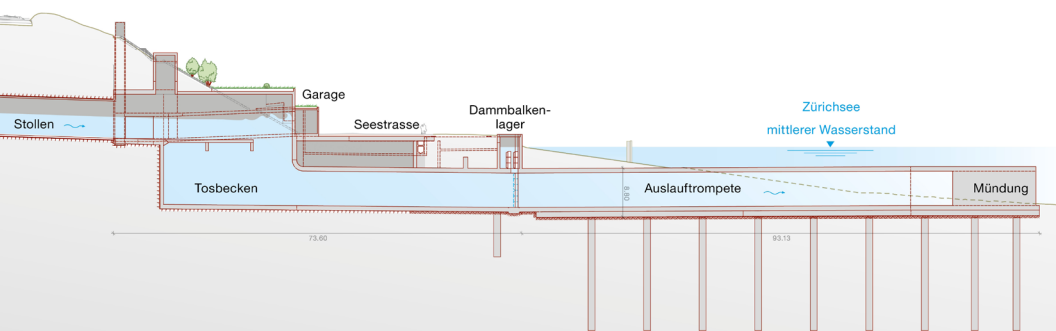 Garage
Zürichsee
mittlerer Wasserstand
Dammbalken-
lager
Seestrasse
Stollen
Tosbecken
Auslauftrompete
Mündung
6.60
73.60
93.13